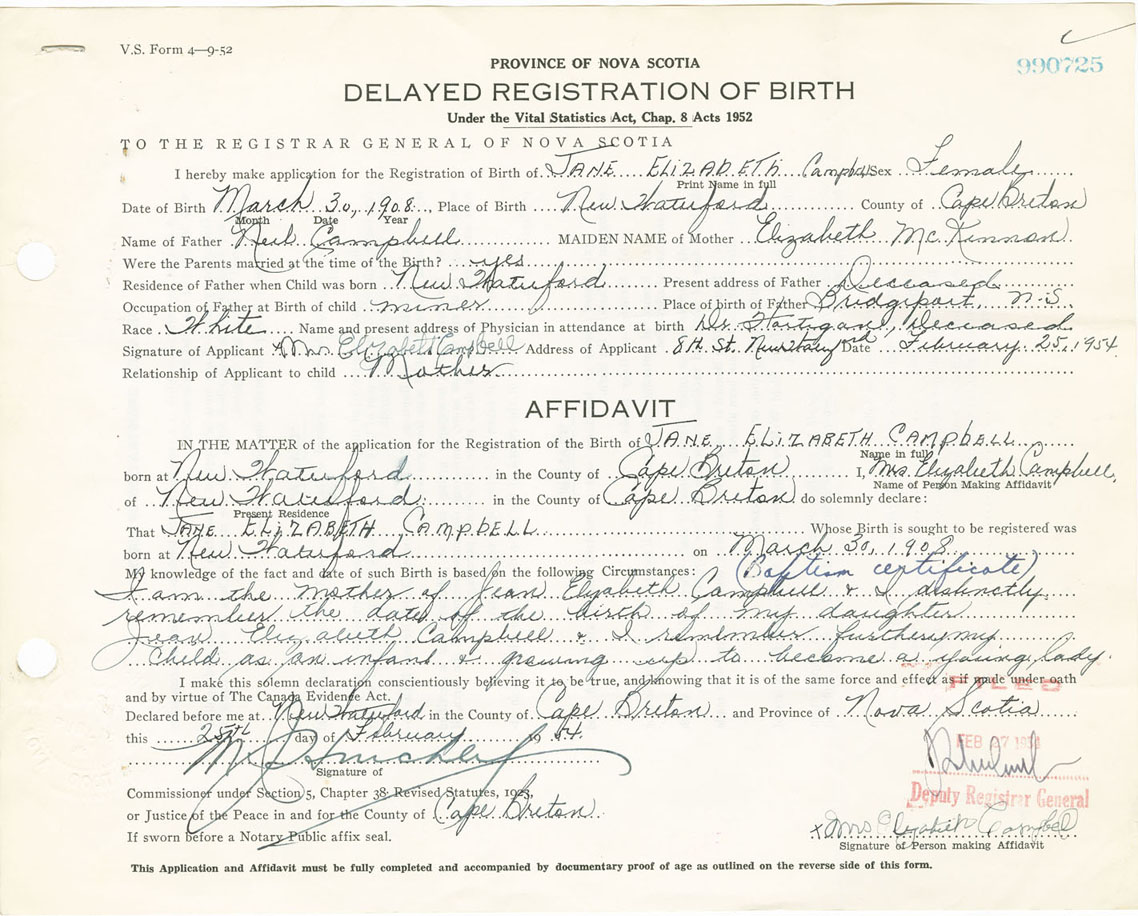 V.S. Form 4—9-52
990725
PROVINCE OF NOVA SCOTIA
DELAYED REGISTRATION OF BIRTH
Under the Vital Statistics Act, Chap. 8 Acts 1952
TO THE REGISTRAR GENERAL OF NOVA SCOTIA
I hereby make application for the Registration of Birth of JANE ELIZABETH Campbell Sex Female
Print Name in full
Date of Birth March 30, 1908, Place of Birth New Waterford County of Cape Breton
Month Date Year
Name of Father Neil Campbell MAIDEN NAME of Mother Elizabeth McKinnon
Were the Parents married at the time of the Birth? yes
Residence of Father when Child was born New Waterford Present address of Father Deceased
Occupation of Father at Birth of child miner Place of birth of Father Bridgeport, N.S.
Race White Name and present address of Physician in attendance at birth Dr. Hartigan, Deceased
Signature of Applicant Mrs. Elizabeth Campbell Address of Applicant 8th St. Date February 25, 1954
Relationship of Applicant to child Mother
AFFIDAVIT
IN THE MATTER of the application for the Registration of the Birth of JANE ELIZABETH CAMPBELL
Name in full
born at New Waterford in the County of Cape Breton I, Mrs. Elizabeth Campbell,
Name of Person Making Affidavit
of New Waterford in the County of Cape Breton do solemnly declare:
Present Residence
That JANE ELIZABETH CAMPBELL Whose Birth is sought to be registered was
born at New Waterford on March 30, 1908
My knowledge of the fact and date of such Birth is based on the following Circumstances: (Baptism certificate)
I am the mother of Jean Elizabeth Campbell & I distinctly
remember the date of the birth of my daughter
Jean Elizabeth Campbell & I remember further my
child as an infant & growing up to become a young lady.
I make this solemn declaration conscientiously believing it to be true, and knowing that it is of the same force and effect as if made under oath
and by virtue of The Canada Evidence Act.
FILED
Declared before me at New Waterford in the County of Cape Breton and Province of Nova Scotia
this 25th day of February 1954
FEB 27 1954
Signature of
Deputy Registrar General
Commissioner under Section 5, Chapter 38 Revised Statutes, 1923,
or Justice of the Peace in and for the County of Cape Breton
If sworn before a Notary Public affix seal.
x Mrs Elizabeth Campbell
Signature of Person making Affidavit
This Application and Affidavit must be fully completed and accompanied by documentary proof of age as outlined on the reverse side of this form.